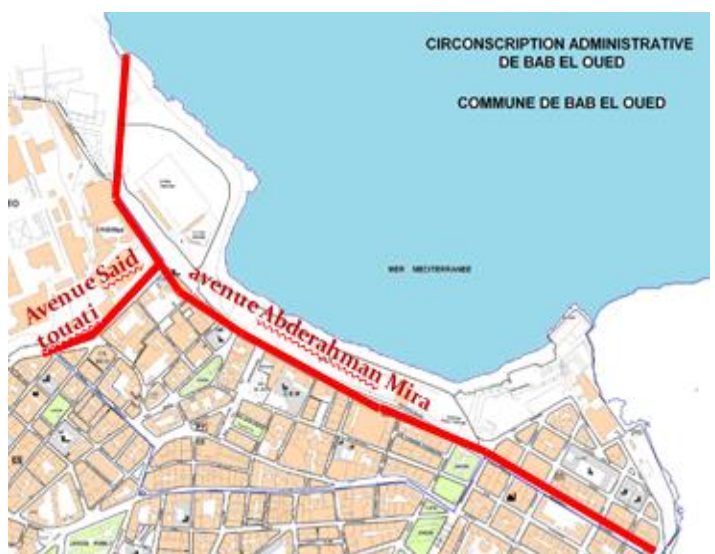 CIRCONSCRIPTION ADMINISTRATIVE
DE BAB EL OUED
COMMUNE DE BAB EL OUED
MER MEDITERRANEE
Avenue Said
touati
avenue Abderahman Mira